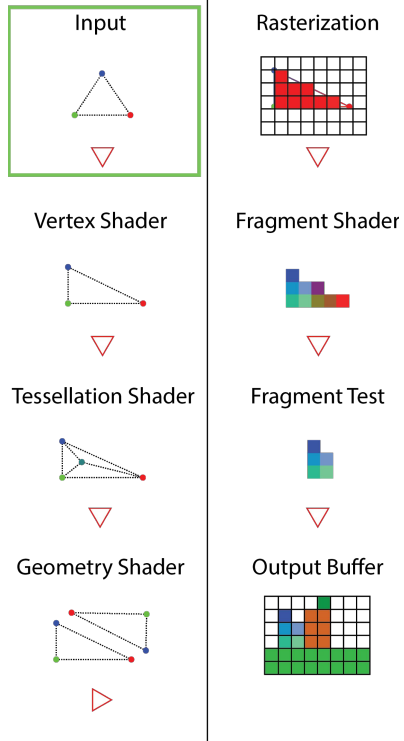 Input
Vertex Shader
Tessellation Shader
Geometry Shader
Rasterization
Fragment Shader
Fragment Test
Output Buffer